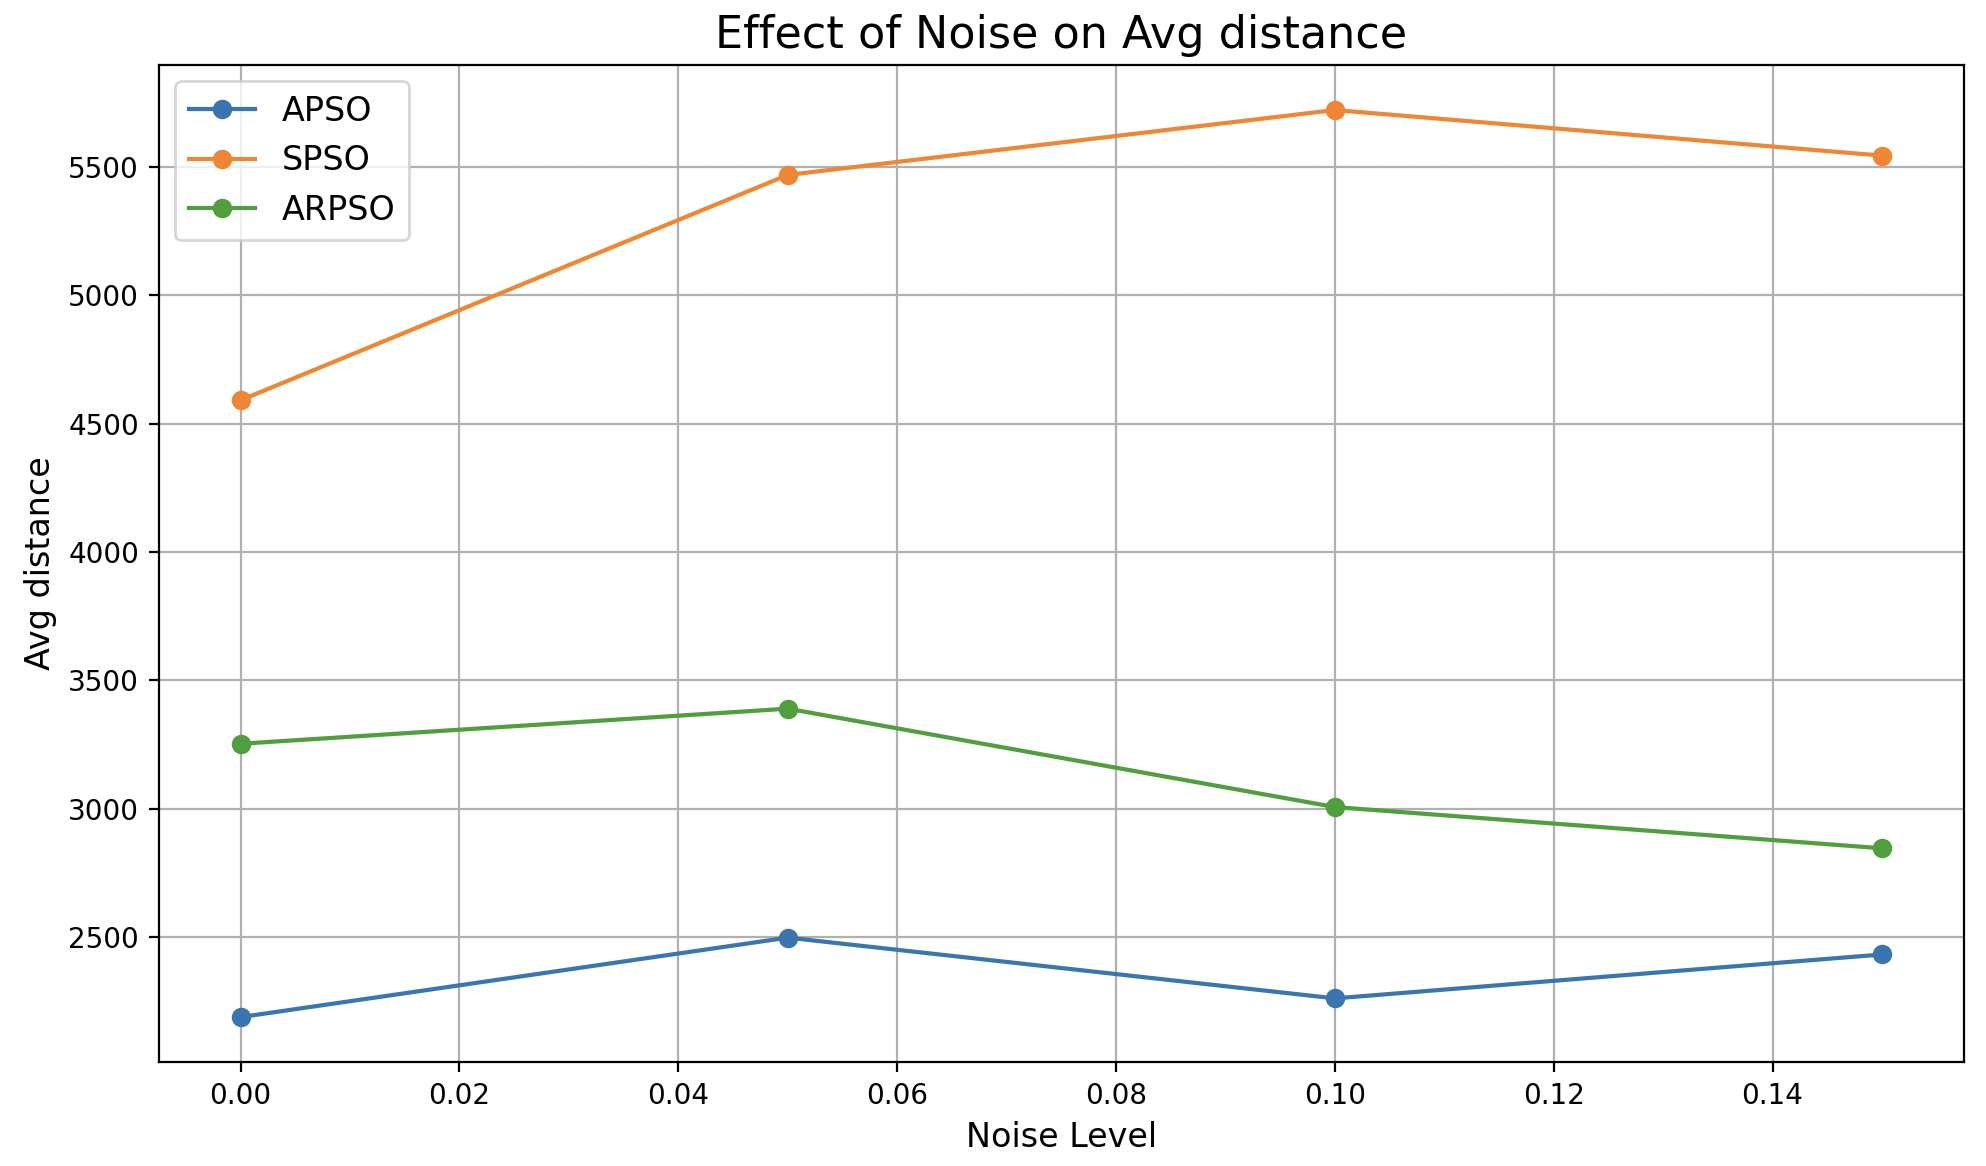 Effect of Noise on Avg distance
APSO
SPSO
ARPSO
5500
5000
4500
4000
3500
3000
2500
Avg distance
0.00 0.02 0.04 0.06 0.08 0.10 0.12 0.14
Noise Level